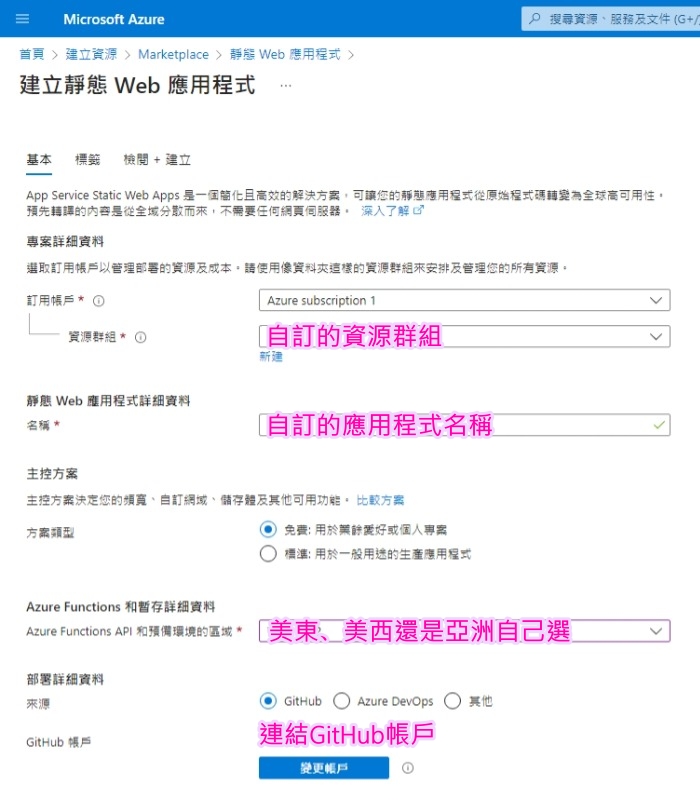 Microsoft Azure
搜尋資源、服務及文件 (G+/)
首頁 > 建立資源 > Marketplace > 靜態 Web 應用程式 >
建立靜態 Web 應用程式 ...
基本 標籤 檢閱 + 建立
App Service Static Web Apps 是一個簡化且高效的解決方案，可讓您的靜態應用程式從原始程式碼轉變為全球高可用性。
預先轉譯的內容是從全域分散而來，不需要任何網頁伺服器。 深入了解
專案詳細資料
選取訂用帳戶以管理部署的資源及成本。請使用像資料夾這樣的資源群組來安排及管理您的所有資源。
訂用帳戶 * Azure subscription 1
資源群組 * 自訂的資源群組
新建
靜態 Web 應用程式詳細資料
名稱 * 自訂的應用程式名稱
主控方案
主控方案決定您的頻寬、自訂網域、儲存體及其他可用功能。 比較方案
方案類型 免費: 用於業餘愛好或個人專案
標準: 用於一般用途的生產應用程式
Azure Functions 和暫存詳細資料
Azure Functions API 和預備環境的區域 * 美東、美西還是亞洲自己選
部署詳細資料
來源 GitHub Azure DevOps 其他
連結GitHub帳戶
GitHub 帳戶
變更帳戶